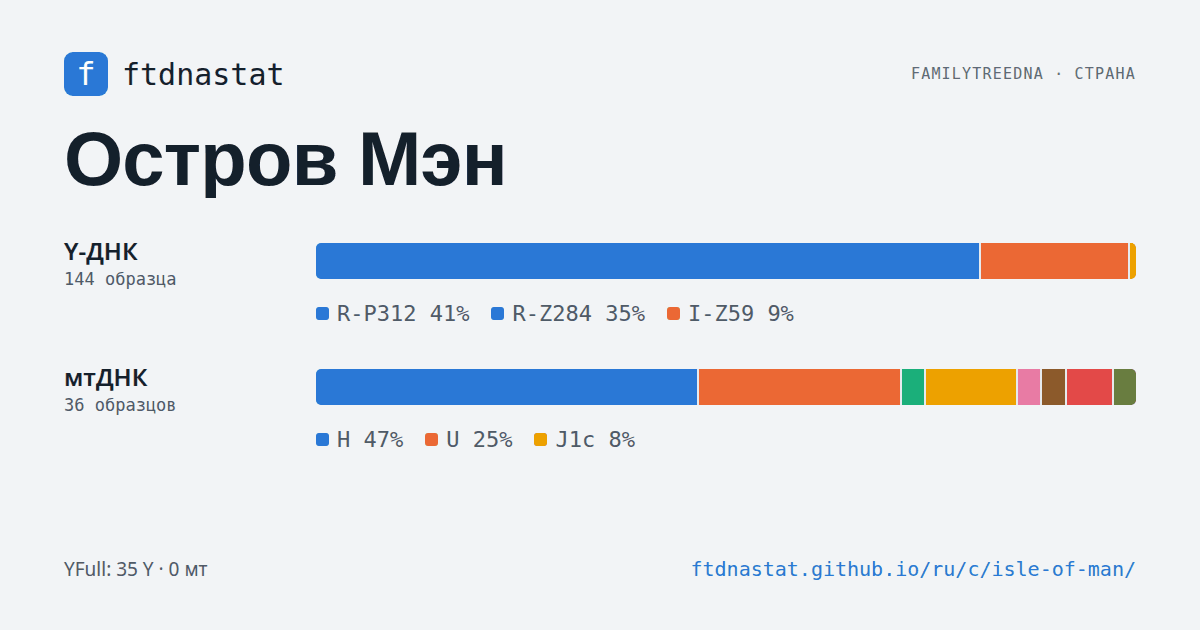 f ftdnastat
FAMILYTREEDNA · СТРАНА
Остров Мэн
Y-ДНК
144 образца
R-P312 41% R-Z284 35% I-Z59 9%
мтДНК
36 образцов
H 47% U 25% J1c 8%
YFull: 35 Y · 0 мт
ftdnastat.github.io/ru/c/isle-of-man/